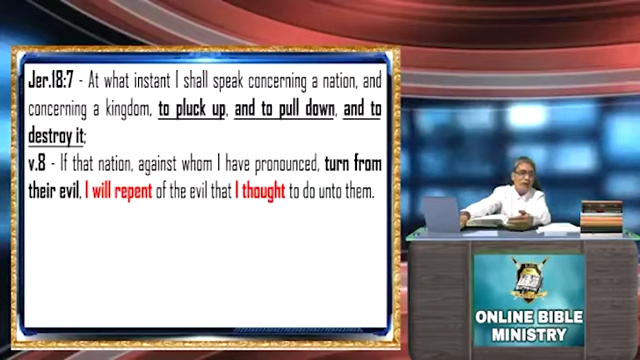 Jer.18:7 - At what instant I shall speak concerning a nation, and
concerning a kingdom, to pluck up, and to pull down, and to
destroy it;
v.8 - If that nation, against whom I have pronounced, turn from
their evil, I will repent of the evil that I thought to do unto them.
ONLINE BIBLE
MINISTRY